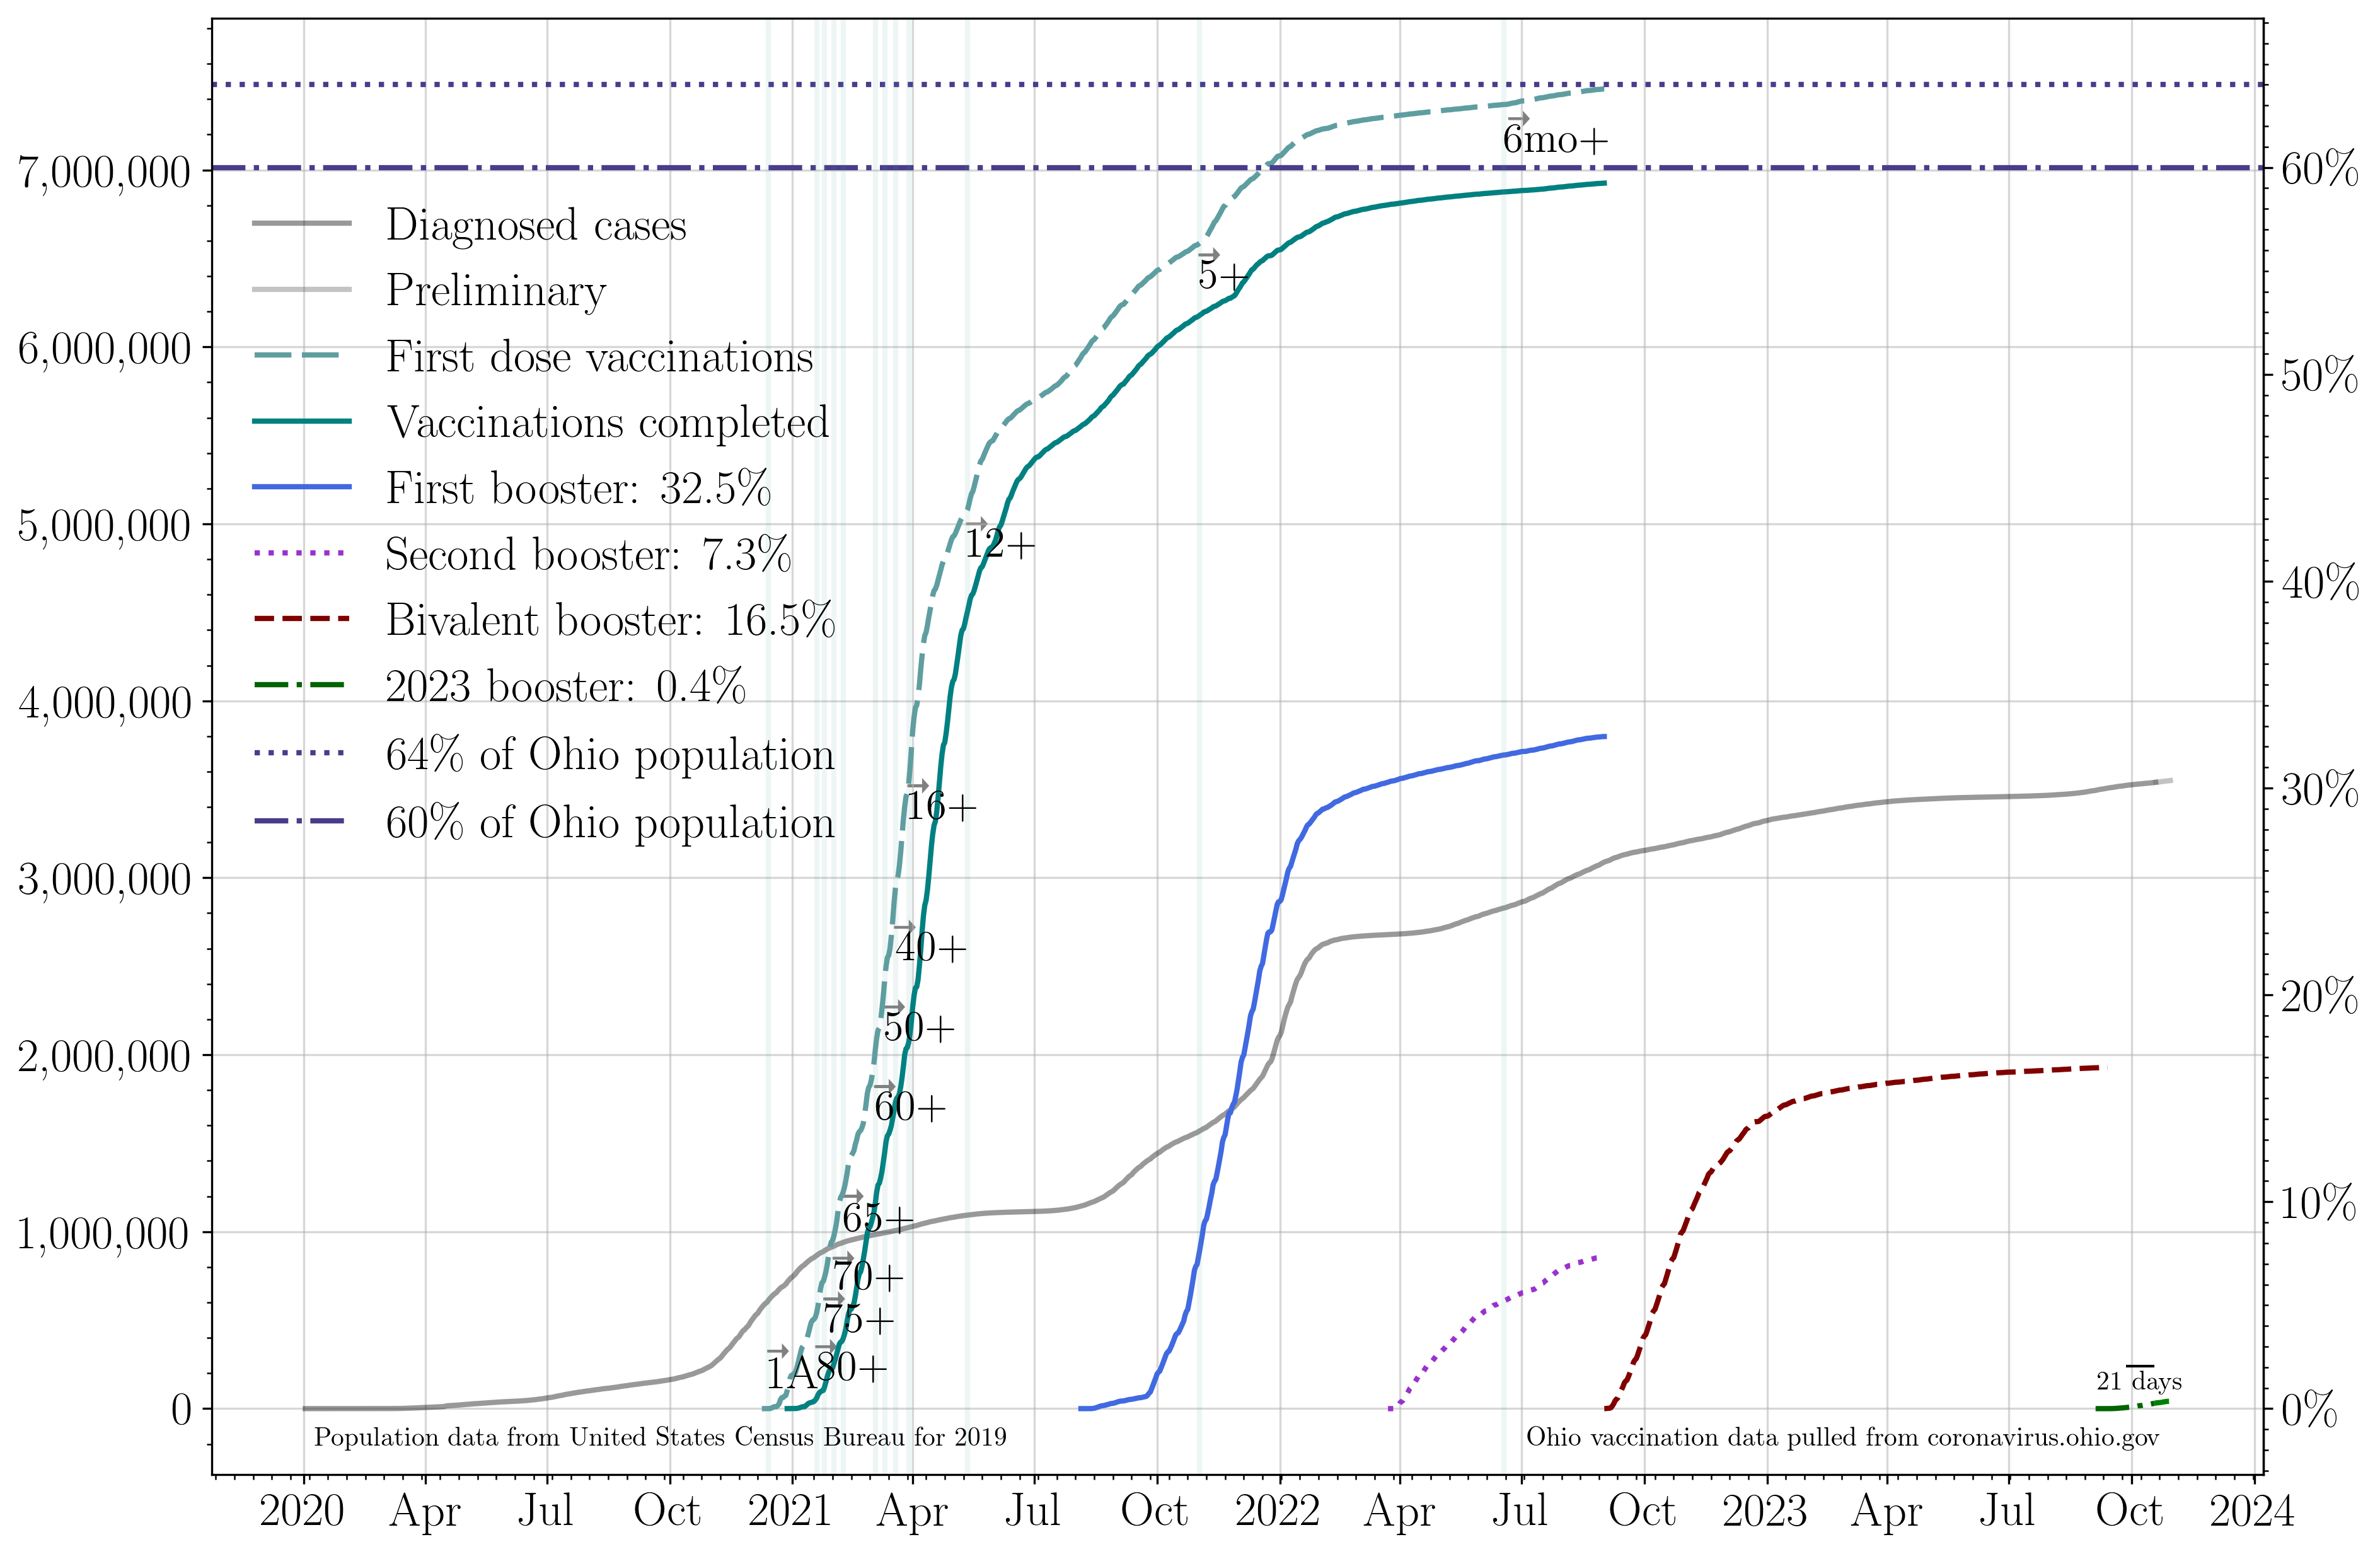 7,000,000
6,000,000
5,000,000
4,000,000
3,000,000
2,000,000
1,000,000
0
Diagnosed cases
Preliminary
First dose vaccinations
Vaccinations completed
First booster: 32.5%
Second booster: 7.3%
Bivalent booster: 16.5%
2023 booster: 0.4%
64% of Ohio population
60% of Ohio population
6mo+
5+
12+
16+
40+
50+
60+
65+
70+
75+
80+
1A
21 days
60%
50%
40%
30%
20%
10%
0%
Population data from United States Census Bureau for 2019
Ohio vaccination data pulled from coronavirus.ohio.gov
2020 Apr Jul Oct 2021 Apr Jul Oct 2022 Apr Jul Oct 2023 Apr Jul Oct 2024